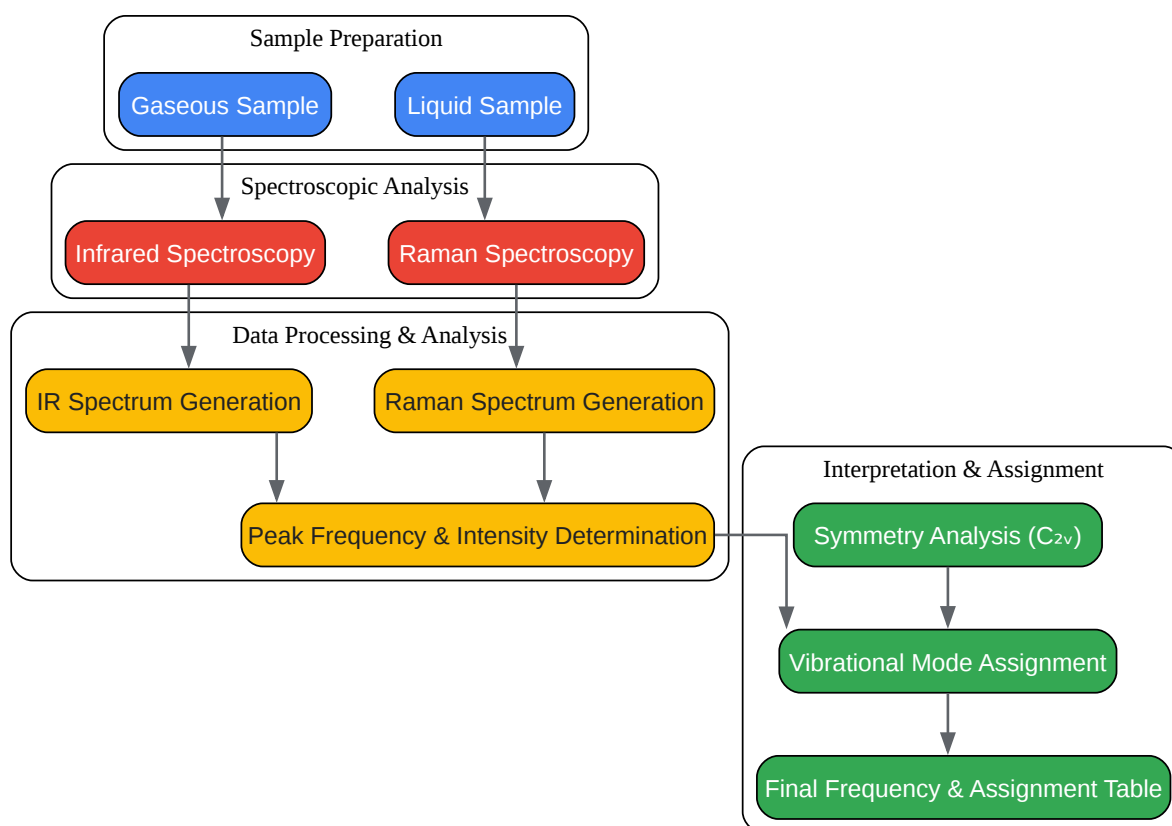 Sample Preparation
Gaseous Sample
Liquid Sample
Spectroscopic Analysis
Infrared Spectroscopy
Raman Spectroscopy
Data Processing & Analysis
IR Spectrum Generation
Raman Spectrum Generation
Peak Frequency & Intensity Determination
Interpretation & Assignment
Symmetry Analysis (C₂ᵥ)
Vibrational Mode Assignment
Final Frequency & Assignment Table